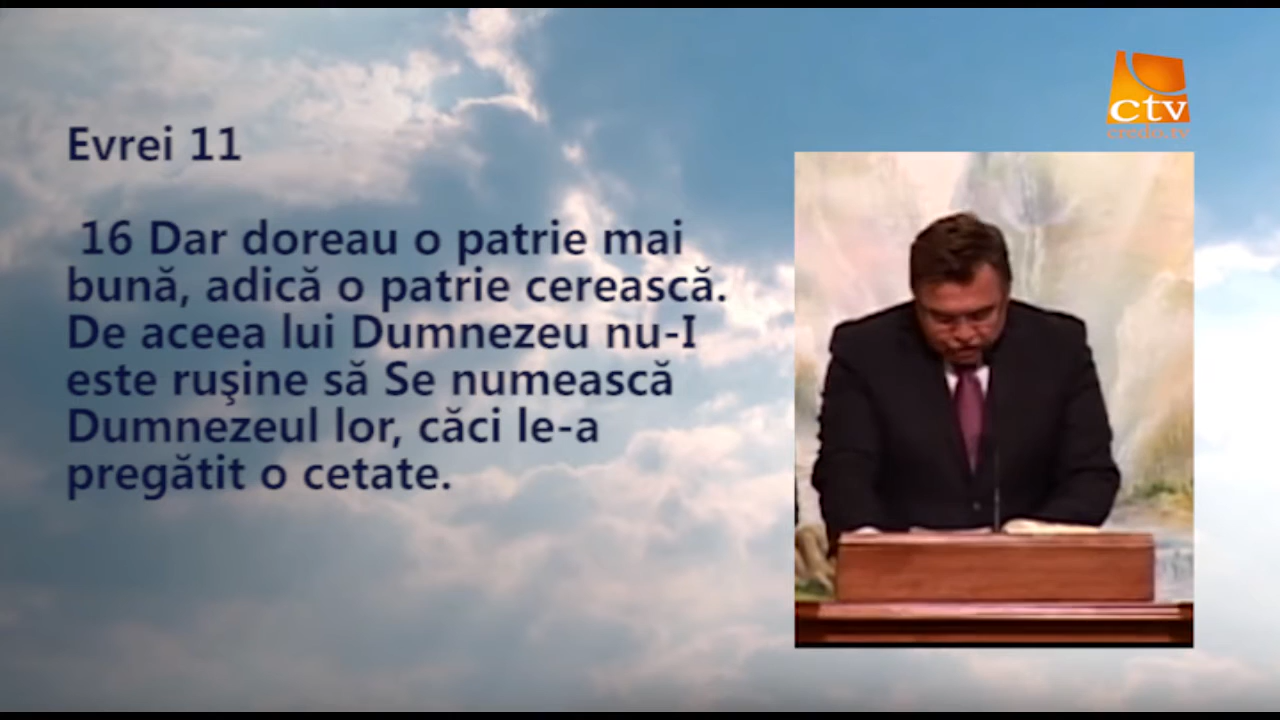 ctv
credo.tv
Evrei 11
16 Dar doreau o patrie mai
bună, adică o patrie cerească.
De aceea lui Dumnezeu nu-I
este ruşine să Se numească
Dumnezeul lor, căci le-a
pregătit o cetate.